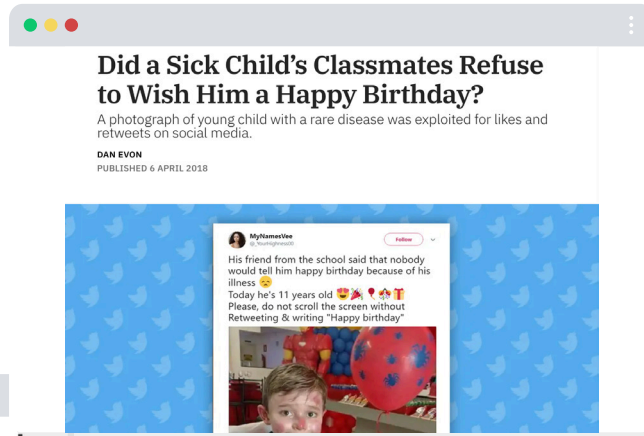 Did a Sick Child's Classmates Refuse
to Wish Him a Happy Birthday?
A photograph of young child with a rare disease was exploited for likes and
retweets on social media.
DAN EVON
PUBLISHED 6 APRIL 2018
MyNamesVee
Follow
His friend from the school said that nobody
would tell him happy birthday because of his
illness 😪
Today he's 11 years old 😍🎉🎈🎊🎁
Please, do not scroll the screen without
Retweeting & writing "Happy birthday"